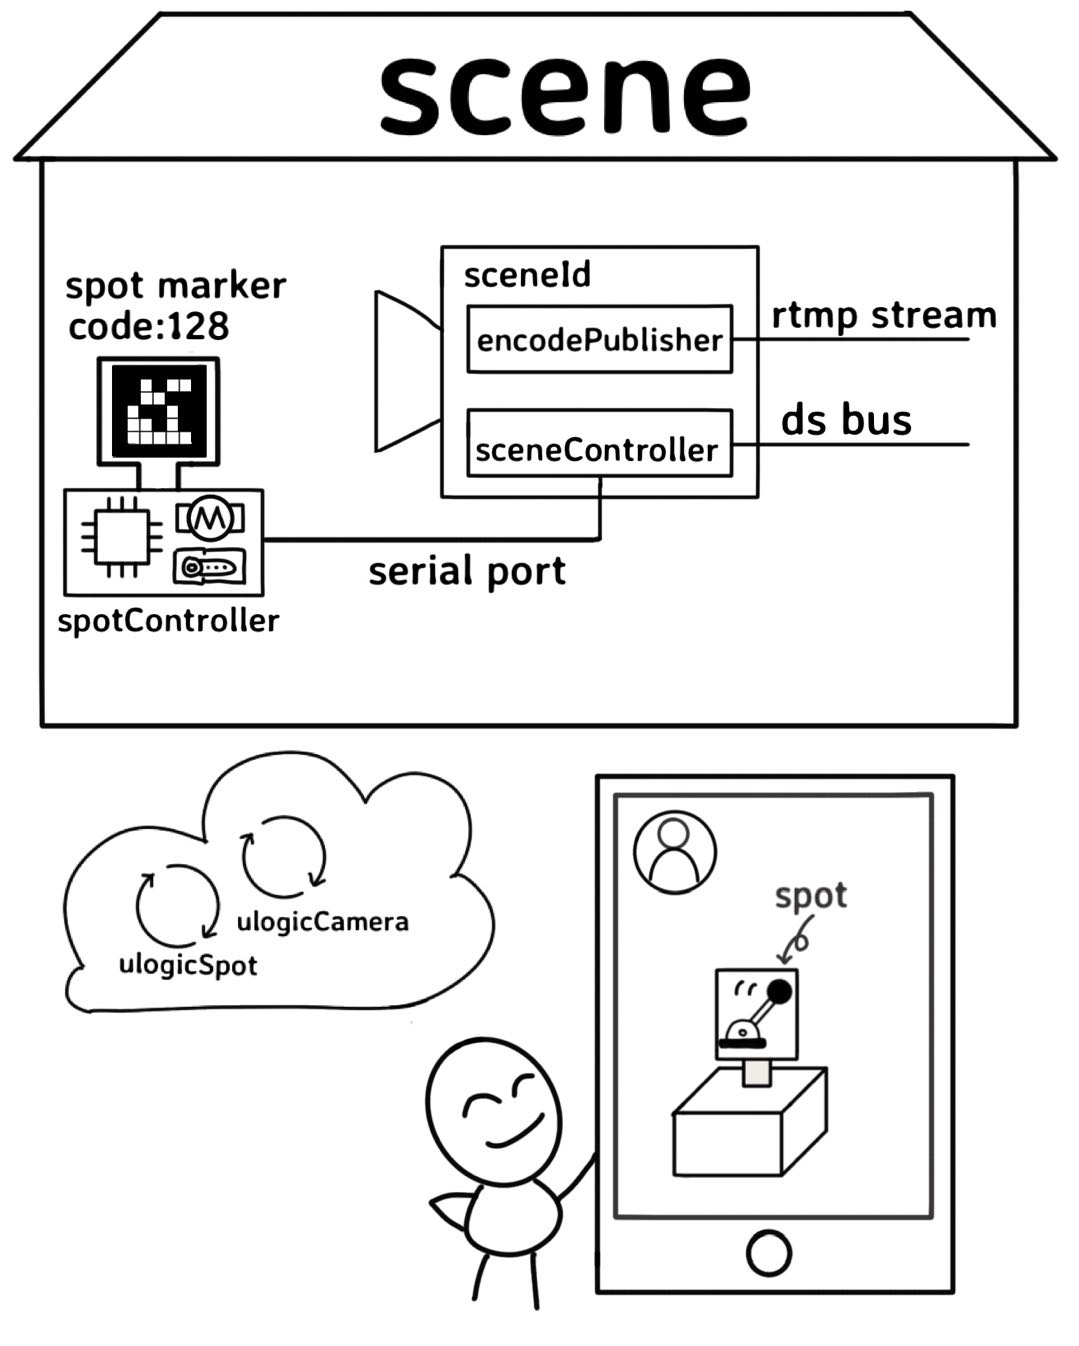 scene
spot marker
code:128
sceneId
encodePublisher
rtmp stream
sceneController
ds bus
M
serial port
spotController
ulogicCamera
ulogicSpot
spot